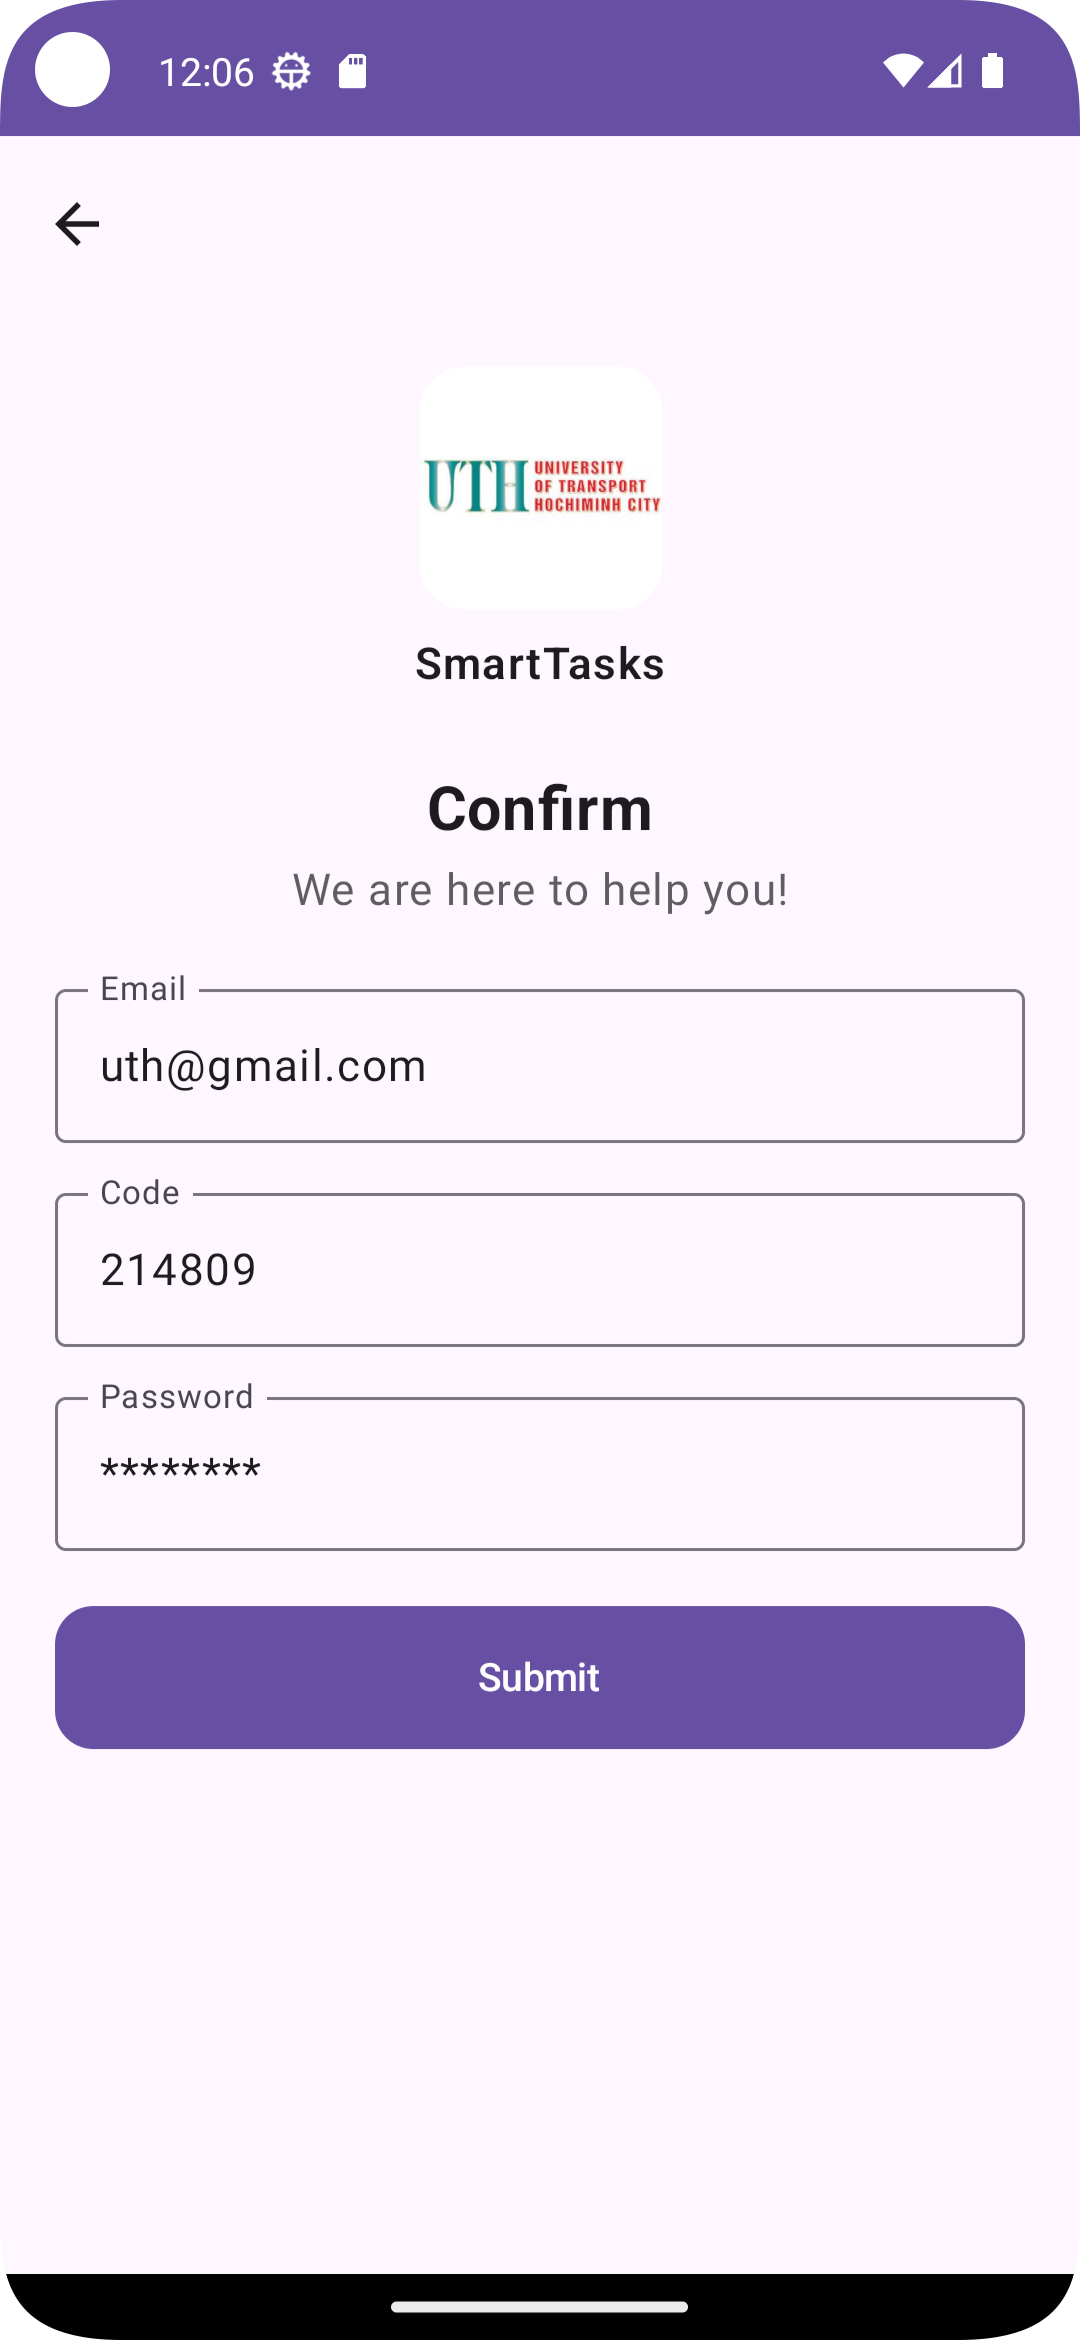 12:06
UTH UNIVERSITY
OF TRANSPORT
HOCHIMINH CITY
SmartTasks
Confirm
We are here to help you!
Email
uth@gmail.com
Code
214809
Password
********
Submit